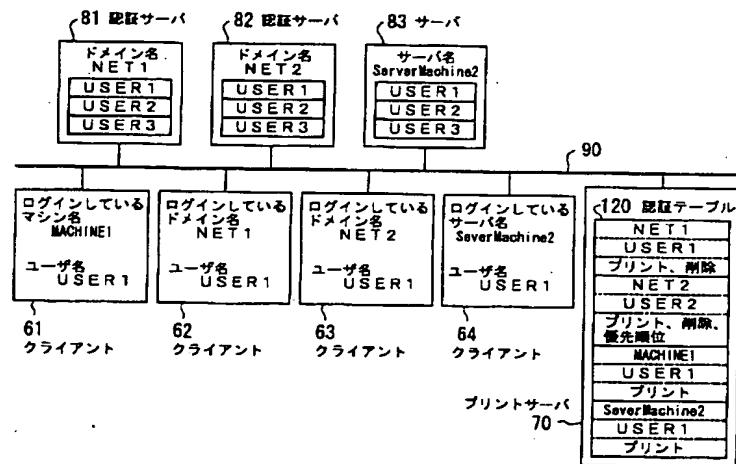 81 認証サーバ
82 認証サーバ
83 サーバ
ドメイン名
NET1
USER1
USER2
USER3
ドメイン名
NET2
USER1
USER2
USER3
サーバ名
ServerMachine2
USER1
USER2
USER3
90
ログインしている
マシン名
MACHINE1
ユーザ名
USER1
61
クライアント
ログインしている
ドメイン名
NET1
ユーザ名
USER1
62
クライアント
ログインしている
ドメイン名
NET2
ユーザ名
USER1
63
クライアント
ログインしている
サーバ名
SeverMachine2
ユーザ名
USER1
64
クライアント
120 認証テーブル
NET1
USER1
プリント、削除
NET2
USER2
プリント、削除、
優先順位
MACHINE1
USER1
プリント
SeverMachine2
USER1
プリント
プリントサーバ
70